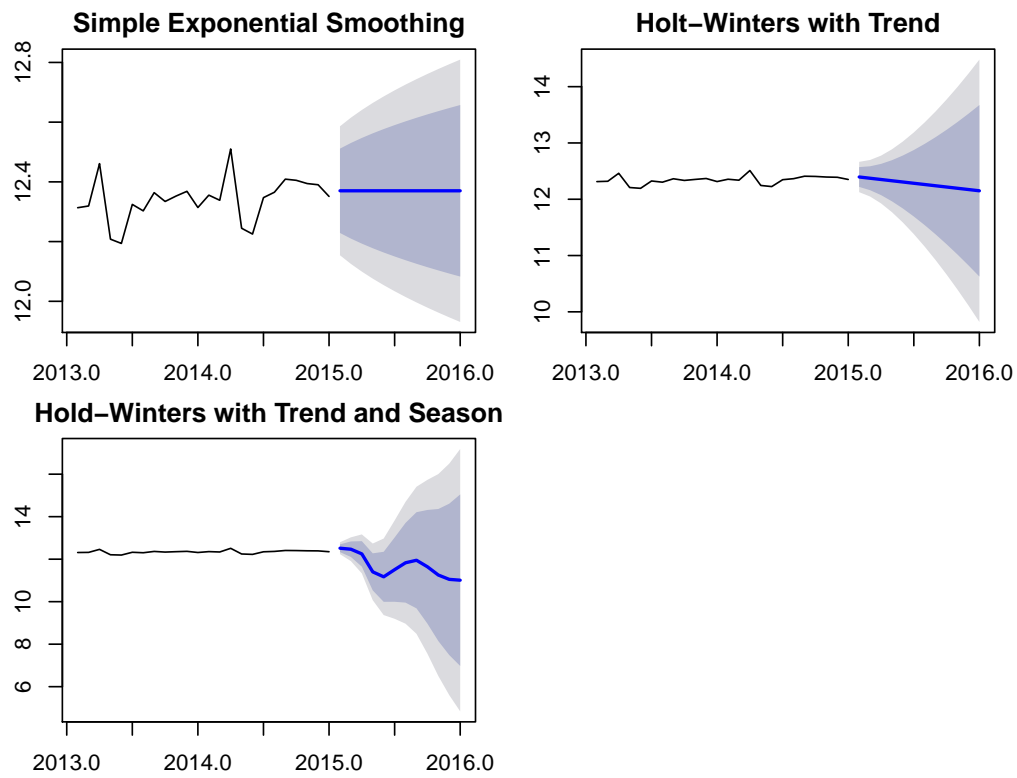 Simple Exponential Smoothing
12.8
12.4
12.0
2013.0 2014.0 2015.0 2016.0
Holt−Winters with Trend
14
13
12
11
10
2013.0 2014.0 2015.0 2016.0
Hold−Winters with Trend and Season
14
10
8
6
2013.0 2014.0 2015.0 2016.0